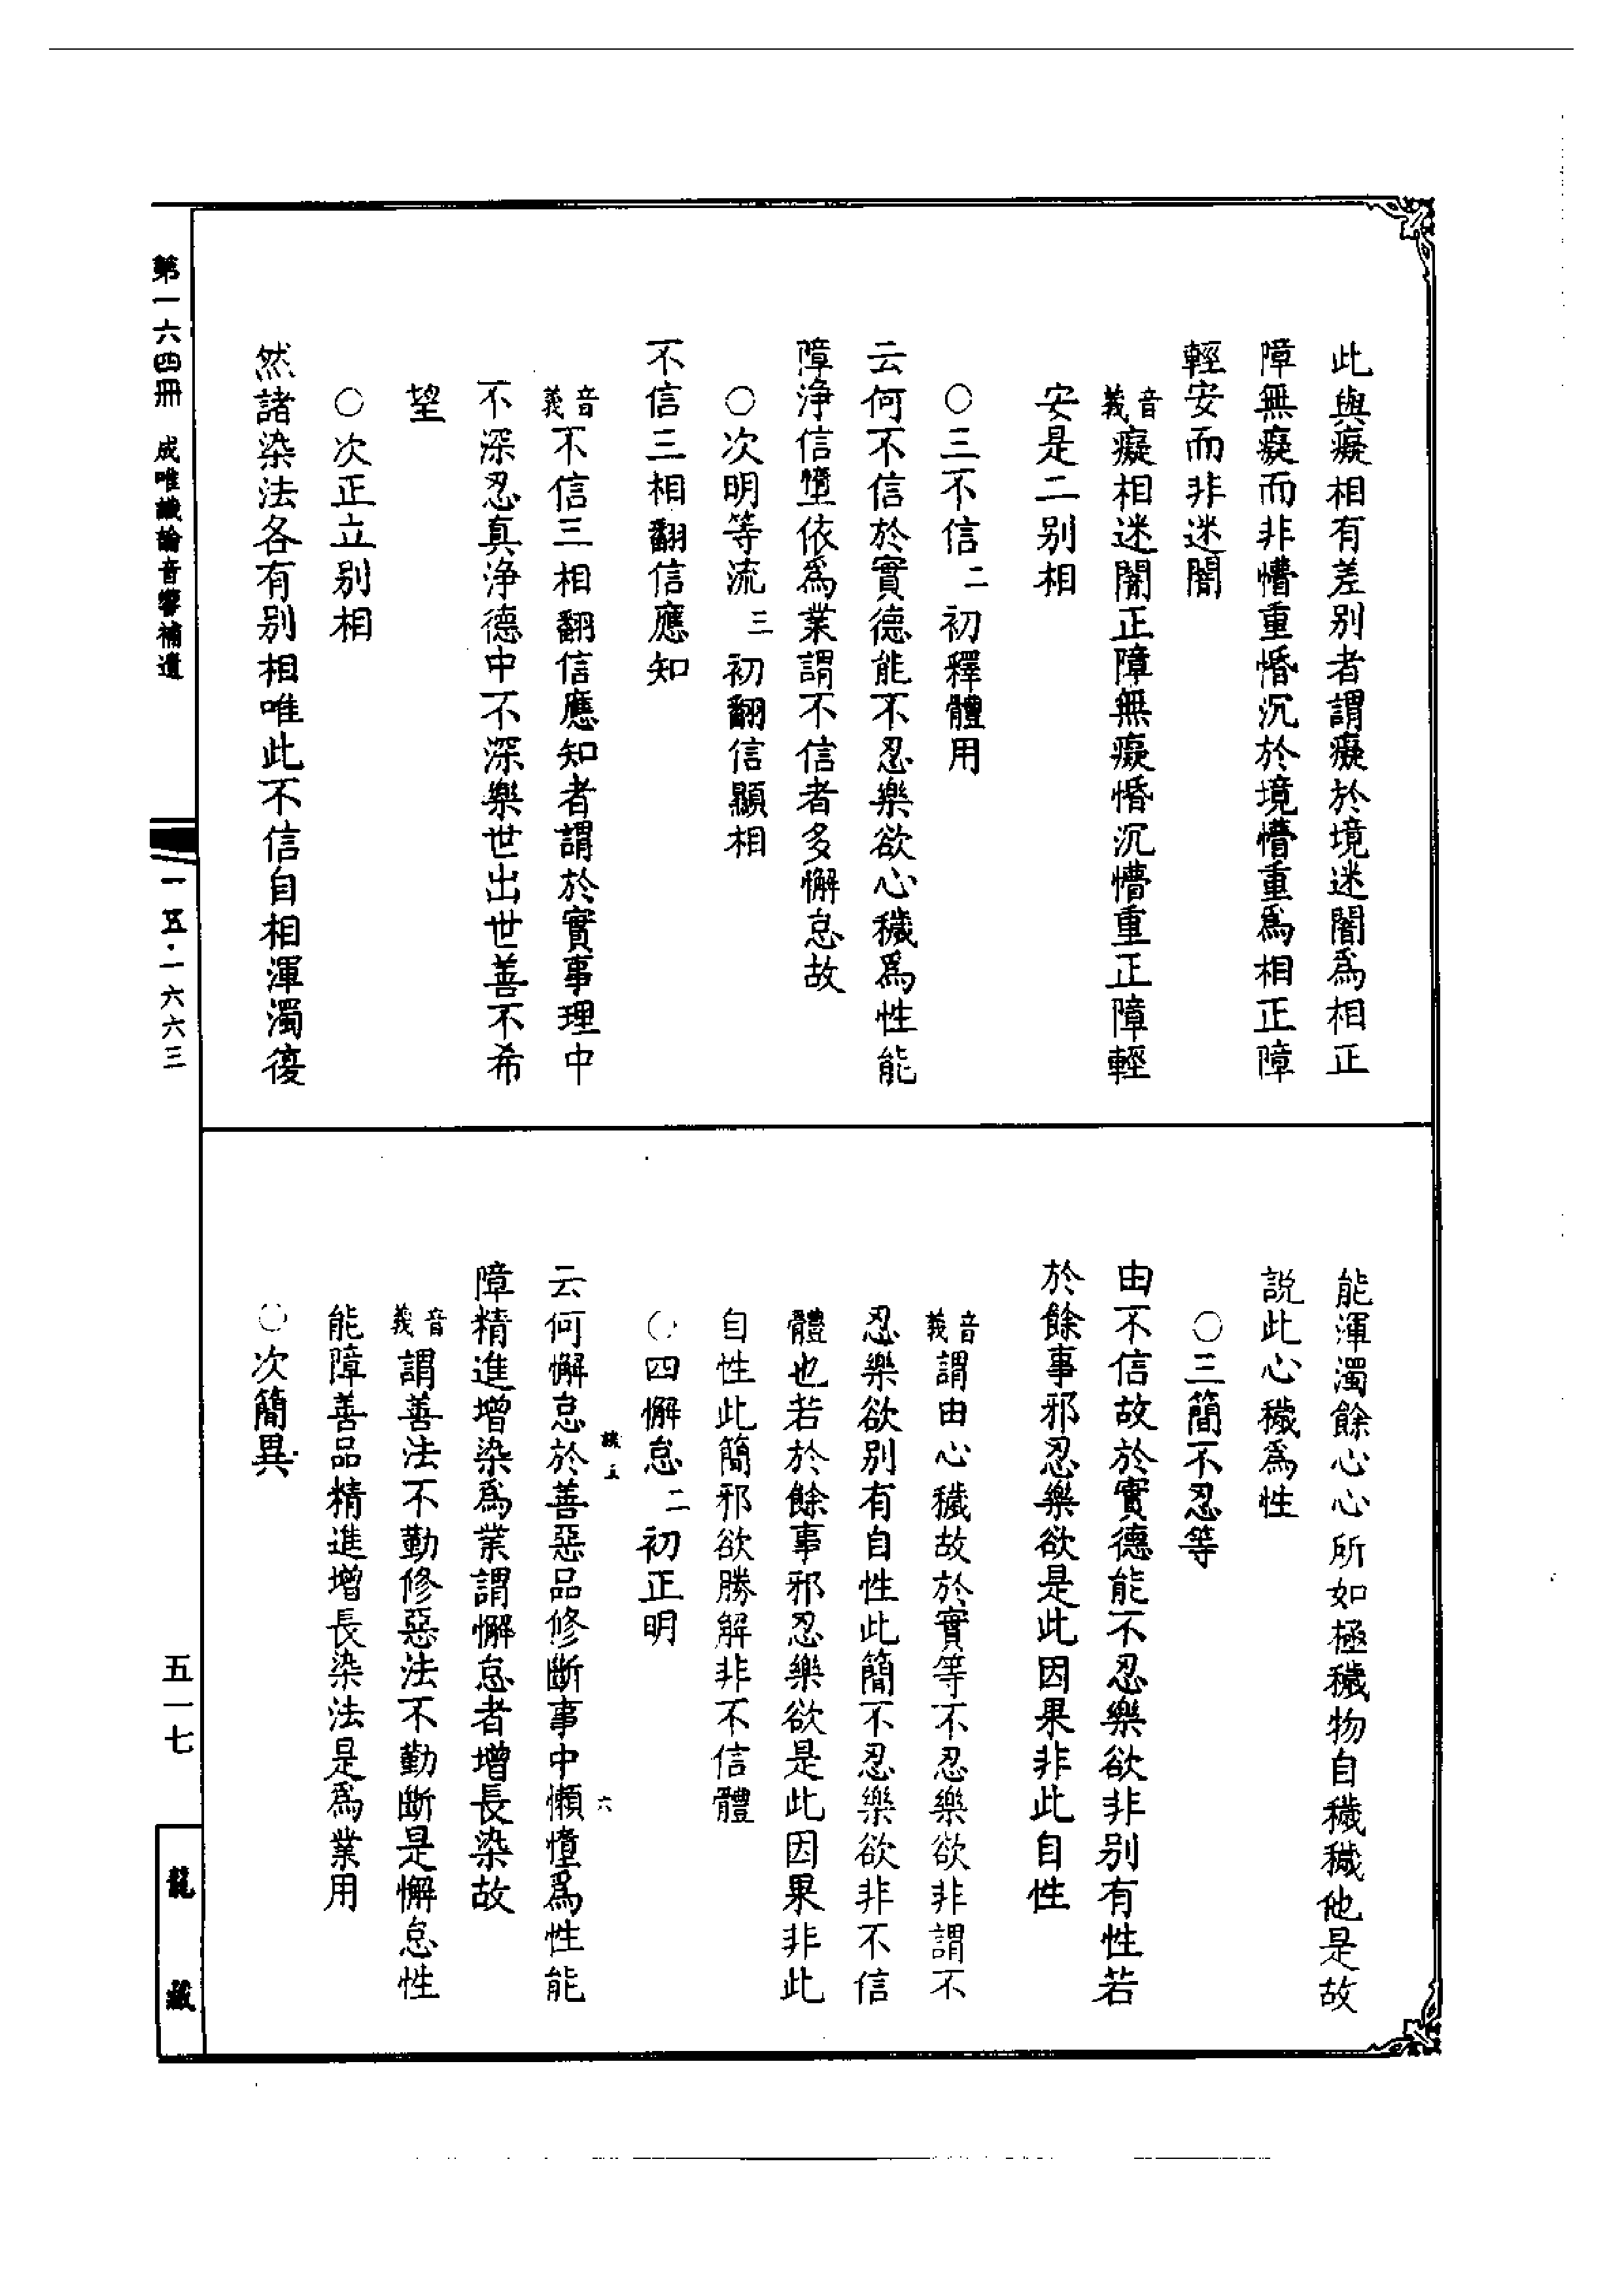 此與癡相有差别者謂癡於境迷闇為相正
障無癡而非懵重惛沉於境懵重為相正障
輕安而非迷闇
音義癡相迷闇正障無癡惛沉懵重正障輕
安是二别相
○三不信二初釋體用
云何不信於實德能不忍樂欲心穢為性能
障浄信墮依為業謂不信者多懈怠故
○次明等流三初翻信顯相
不信三相翻信應知
音義不信三相翻信應知者謂於實事理中
不深忍真浄德中不深樂世出世善不希
望
○次正立别相
然諸染法各有别相唯此不信自相渾濁復
能渾濁餘心心所如極穢物自穢穢他是故
説此心穢為性
○三簡不忍等
由不信故於實德能不忍樂欲非别有性若
於餘事邪忍樂欲是此因果非此自性
音義謂由心穢故於實等不忍樂欲非謂不
忍樂欲别有自性此簡不忍樂欲非不信
體也若於餘事邪忍樂欲是此因果非此
自性此簡邪欲勝解非不信體
○四懈怠二初正明
云何懈怠於善惡品修斷事中懶惰為性能
障精進增染為業謂懈怠者增長染故
音義謂善法不勤修惡法不勤斷是懈怠性
能障善品精進增長染法是為業用
○次簡異
第一六四冊 成唯識論音響補遺
一五·一六六三
五一七
龍藏